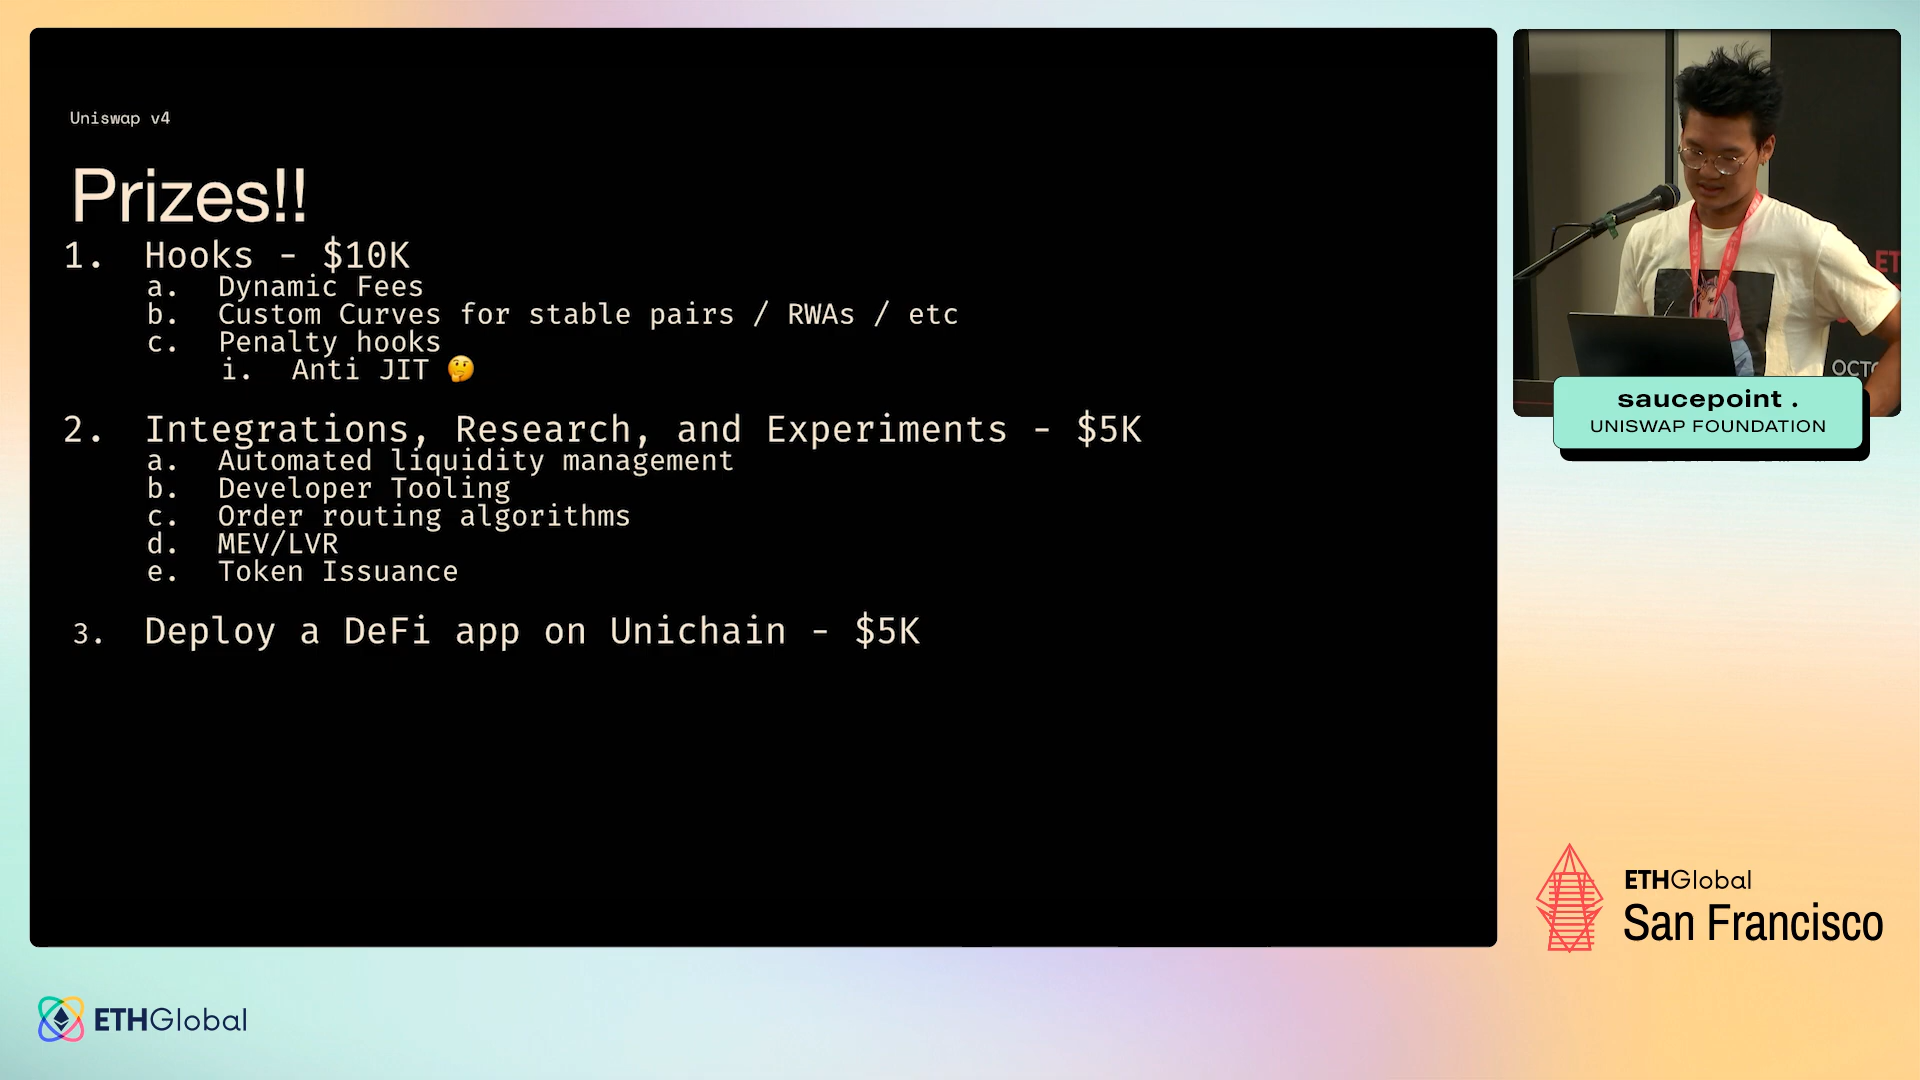 Uniswap v4
Prizes!!
1. Hooks - $10K
a. Dynamic Fees
b. Custom Curves for stable pairs / RWAs / etc
c. Penalty hooks
i. Anti JIT 🤔
2. Integrations, Research, and Experiments - $5K
a. Automated liquidity management
b. Developer Tooling
c. Order routing algorithms
d. MEV/LVR
e. Token Issuance
3. Deploy a DeFi app on Unichain - $5K
ET
OCTO
saucepoint .
UNISWAP FOUNDATION
ETHGlobal
San Francisco
ETHGlobal